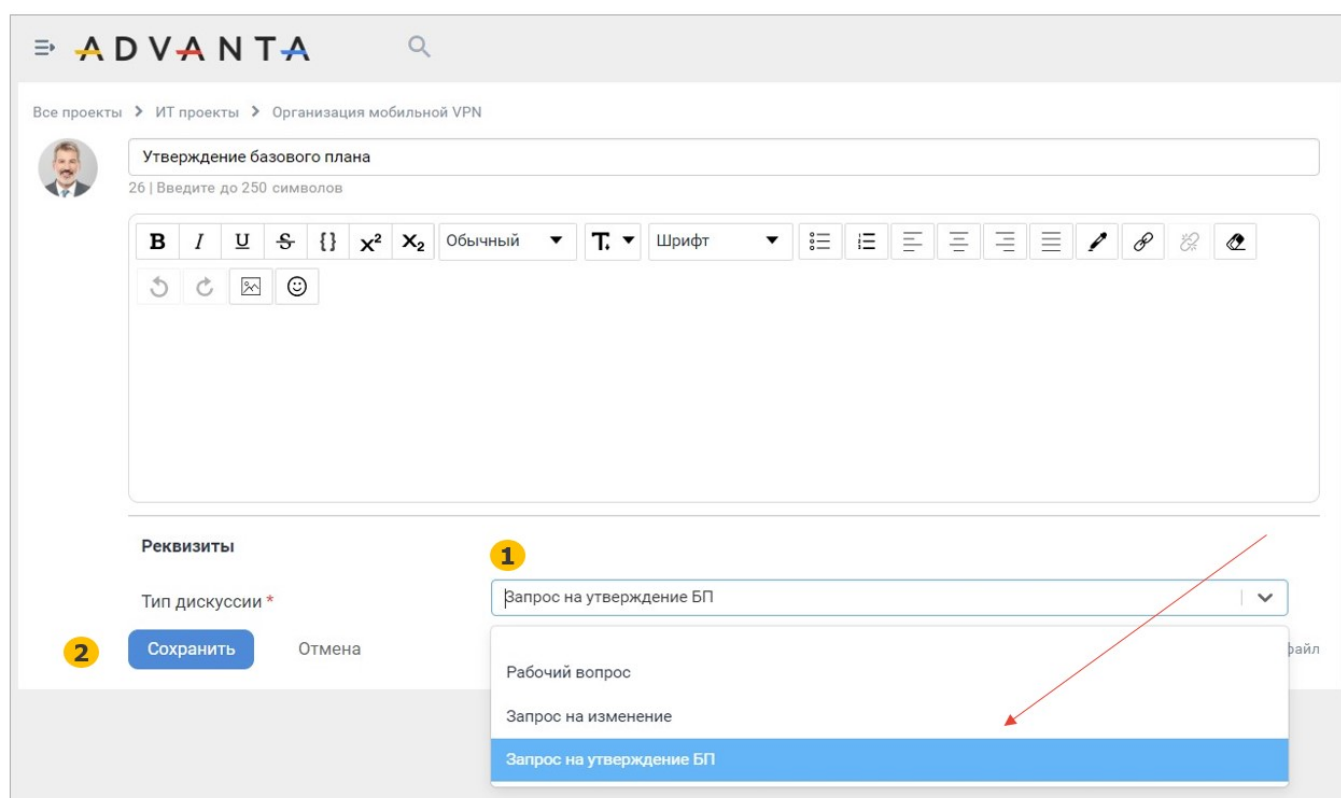 ADVANTA
Все проекты > ИТ проекты > Организация мобильной VPN
Утверждение базового плана
26 | Введите до 250 символов
B I U S {} x² X₂ Обычный T Шрифт
Реквизиты
1
Тип дискуссии * Запрос на утверждение БП
2 Сохранить Отмена файл
Рабочий вопрос
Запрос на изменение
Запрос на утверждение БП